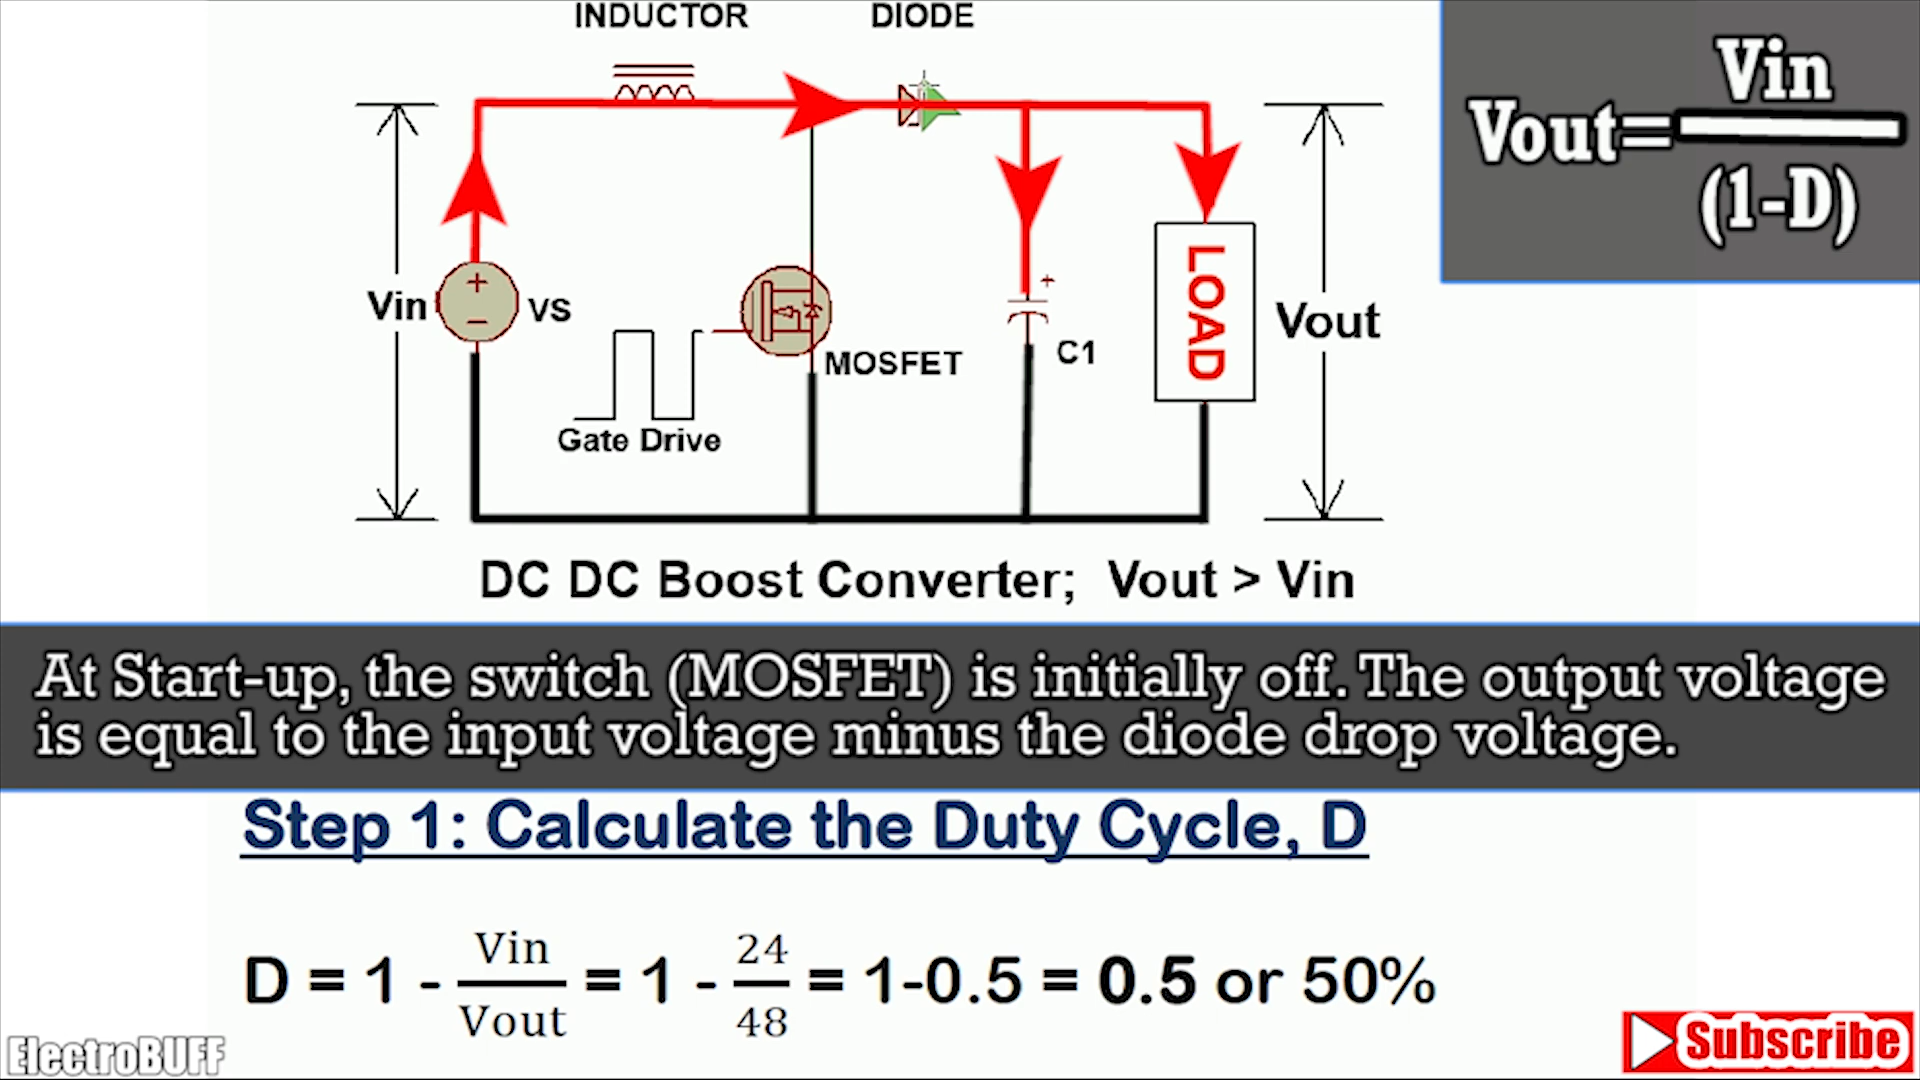 INDUCTOR DIODE
Vin
Vout=
(1-D)
+
Vin
VS
+
MOSFET
C1
LOAD
Vout
Gate Drive
DC DC Boost Converter; Vout > Vin
At Start-up, the switch (MOSFET) is initially off. The output voltage
is equal to the input voltage minus the diode drop voltage.
Step 1: Calculate the Duty Cycle, D
D = 1 - Vin/Vout = 1 - 24/48 = 1-0.5 = 0.5 or 50%
ElectroBUFF
Subscribe